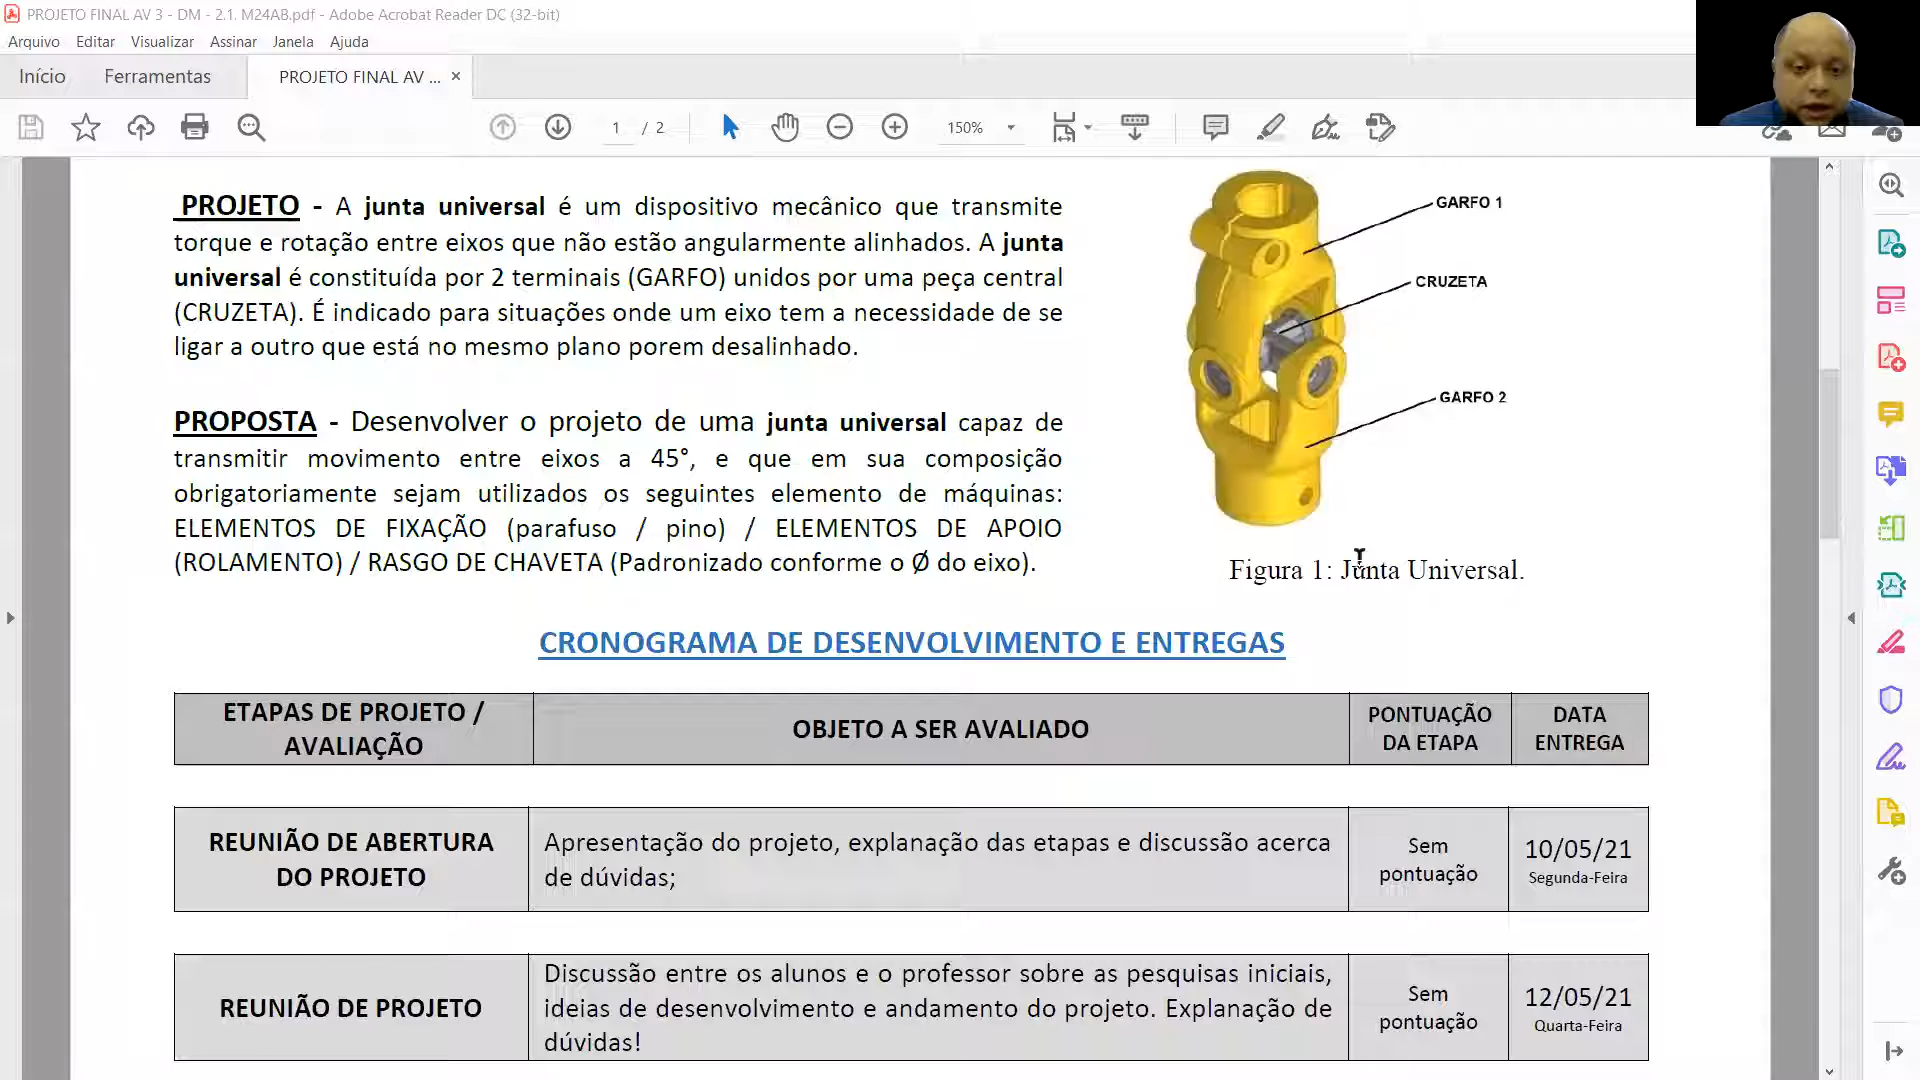 PROJETO FINAL AV 3 - DM - 2.1. M24AB.pdf - Adobe Acrobat Reader DC (32-bit)
Arquivo Editar Visualizar Assinar Janela Ajuda
Início Ferramentas PROJETO FINAL AV ... ×
1 / 2 150%
PROJETO - A junta universal é um dispositivo mecânico que transmite
torque e rotação entre eixos que não estão angularmente alinhados. A junta
universal é constituída por 2 terminais (GARFO) unidos por uma peça central
(CRUZETA). É indicado para situações onde um eixo tem a necessidade de se
ligar a outro que está no mesmo plano porem desalinhado.
PROPOSTA - Desenvolver o projeto de uma junta universal capaz de
transmitir movimento entre eixos a 45°, e que em sua composição
obrigatoriamente sejam utilizados os seguintes elemento de máquinas:
ELEMENTOS DE FIXAÇÃO (parafuso / pino) / ELEMENTOS DE APOIO
(ROLAMENTO) / RASGO DE CHAVETA (Padronizado conforme o Ø do eixo).
GARFO 1
CRUZETA
GARFO 2
Figura 1: Junta Universal.
CRONOGRAMA DE DESENVOLVIMENTO E ENTREGAS
ETAPAS DE PROJETO /
AVALIAÇÃO
OBJETO A SER AVALIADO
PONTUAÇÃO
DA ETAPA
DATA
ENTREGA
REUNIÃO DE ABERTURA
DO PROJETO
Apresentação do projeto, explanação das etapas e discussão acerca
de dúvidas;
Sem
pontuação
10/05/21
Segunda-Feira
REUNIÃO DE PROJETO
Discussão entre os alunos e o professor sobre as pesquisas iniciais,
ideias de desenvolvimento e andamento do projeto. Explanação de
dúvidas!
Sem
pontuação
12/05/21
Quarta-Feira